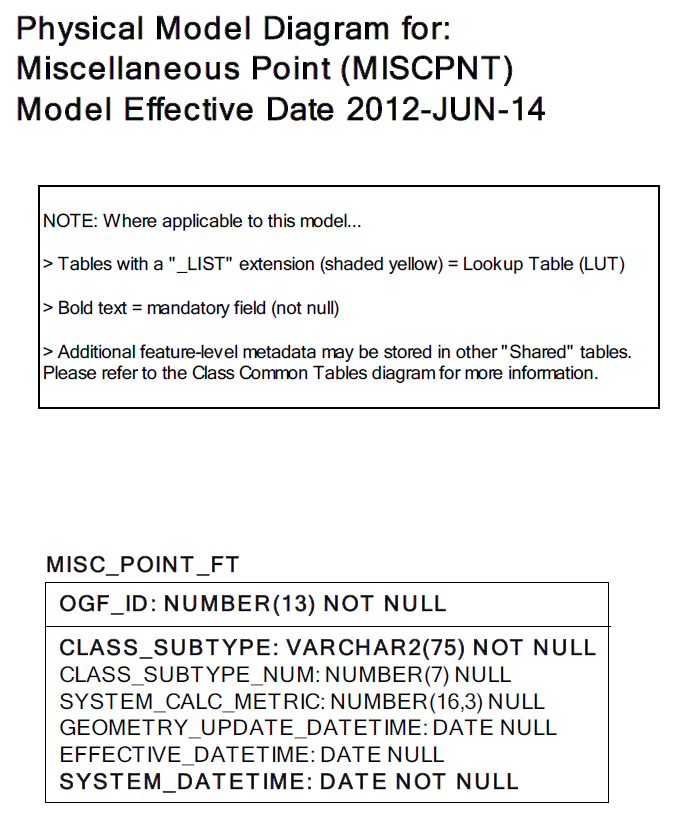 Physical Model Diagram for:
Miscellaneous Point (MISCPNT)
Model Effective Date 2012-JUN-14
NOTE: Where applicable to this model...
> Tables with a "_LIST" extension (shaded yellow) = Lookup Table (LUT)
> Bold text = mandatory field (not null)
> Additional feature-level metadata may be stored in other "Shared" tables.
Please refer to the Class Common Tables diagram for more information.
MISC_POINT_FT
OGF_ID: NUMBER(13) NOT NULL
CLASS_SUBTYPE: VARCHAR2(75) NOT NULL
CLASS_SUBTYPE_NUM: NUMBER(7) NULL
SYSTEM_CALC_METRIC: NUMBER(16,3) NULL
GEOMETRY_UPDATE_DATETIME: DATE NULL
EFFECTIVE_DATETIME: DATE NULL
SYSTEM_DATETIME: DATE NOT NULL